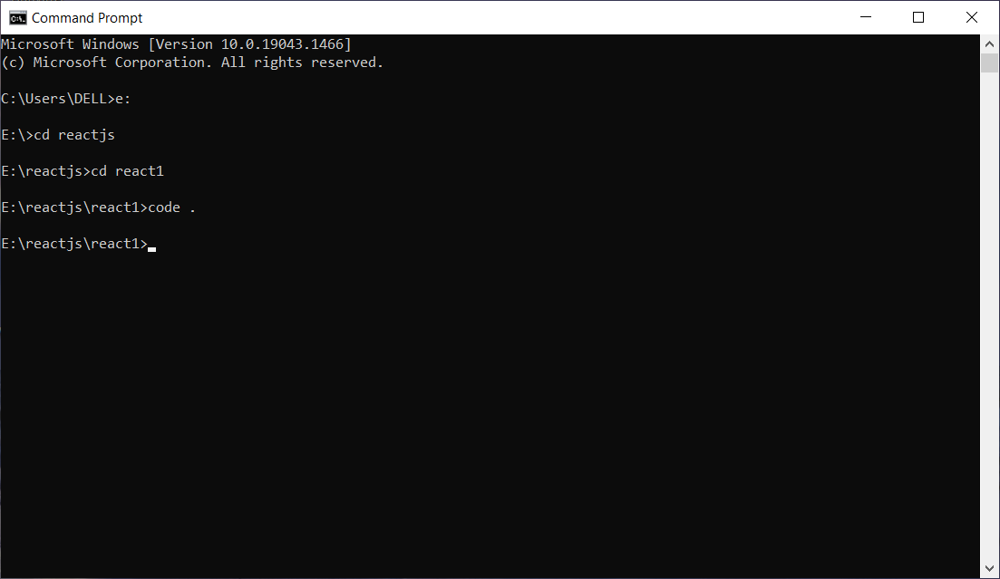 Command Prompt
Microsoft Windows [Version 10.0.19043.1466]
(c) Microsoft Corporation. All rights reserved.
C:\Users\DELL>e:
E:\>cd reactjs
E:\reactjs>cd react1
E:\reactjs\react1>code .
E:\reactjs\react1>